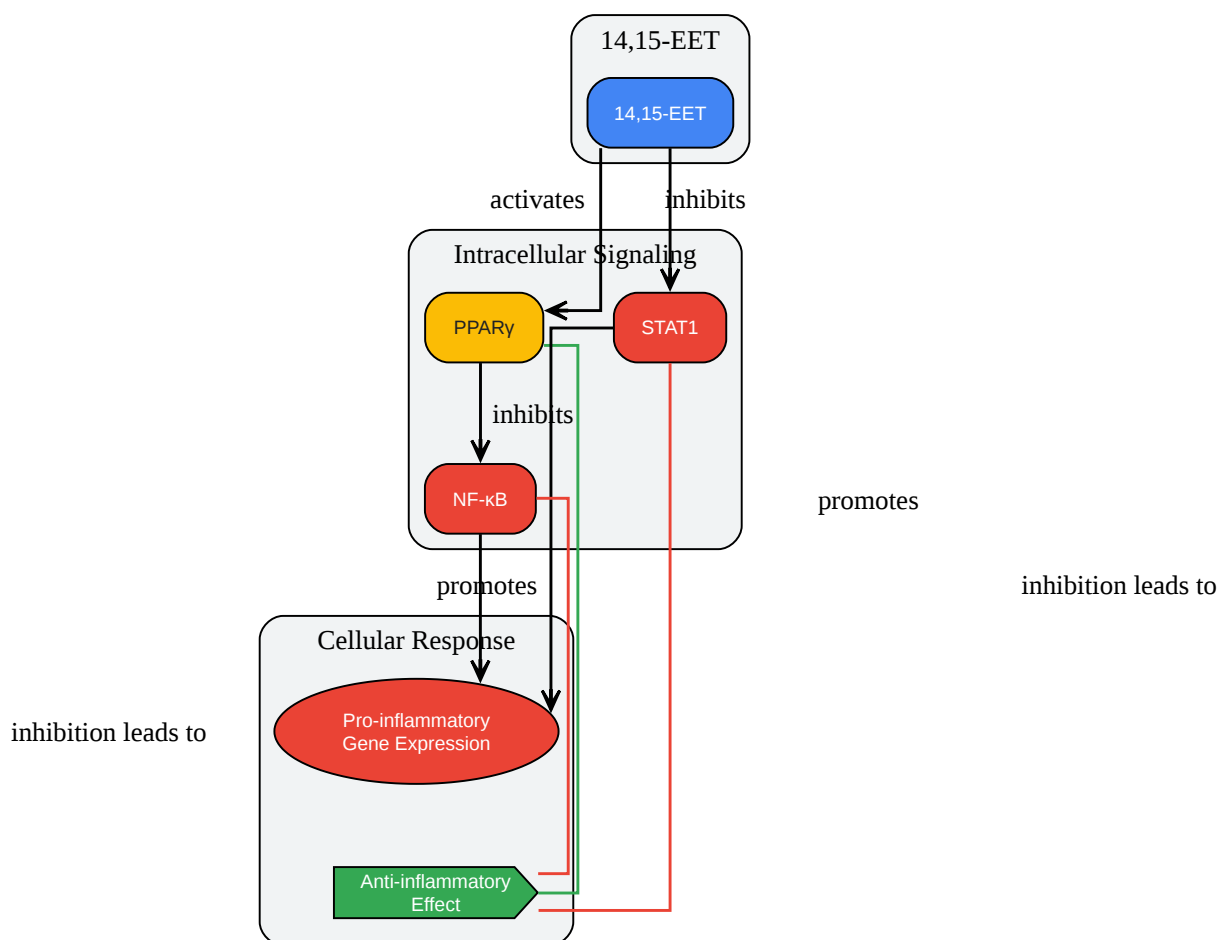 14,15-EET
14,15-EET
activates
inhibits
Intracellular Signaling
PPARγ
STAT1
inhibits
NF-κB
promotes
promotes
inhibition leads to
Cellular Response
Pro-inflammatory
Gene Expression
inhibition leads to
Anti-inflammatory
Effect